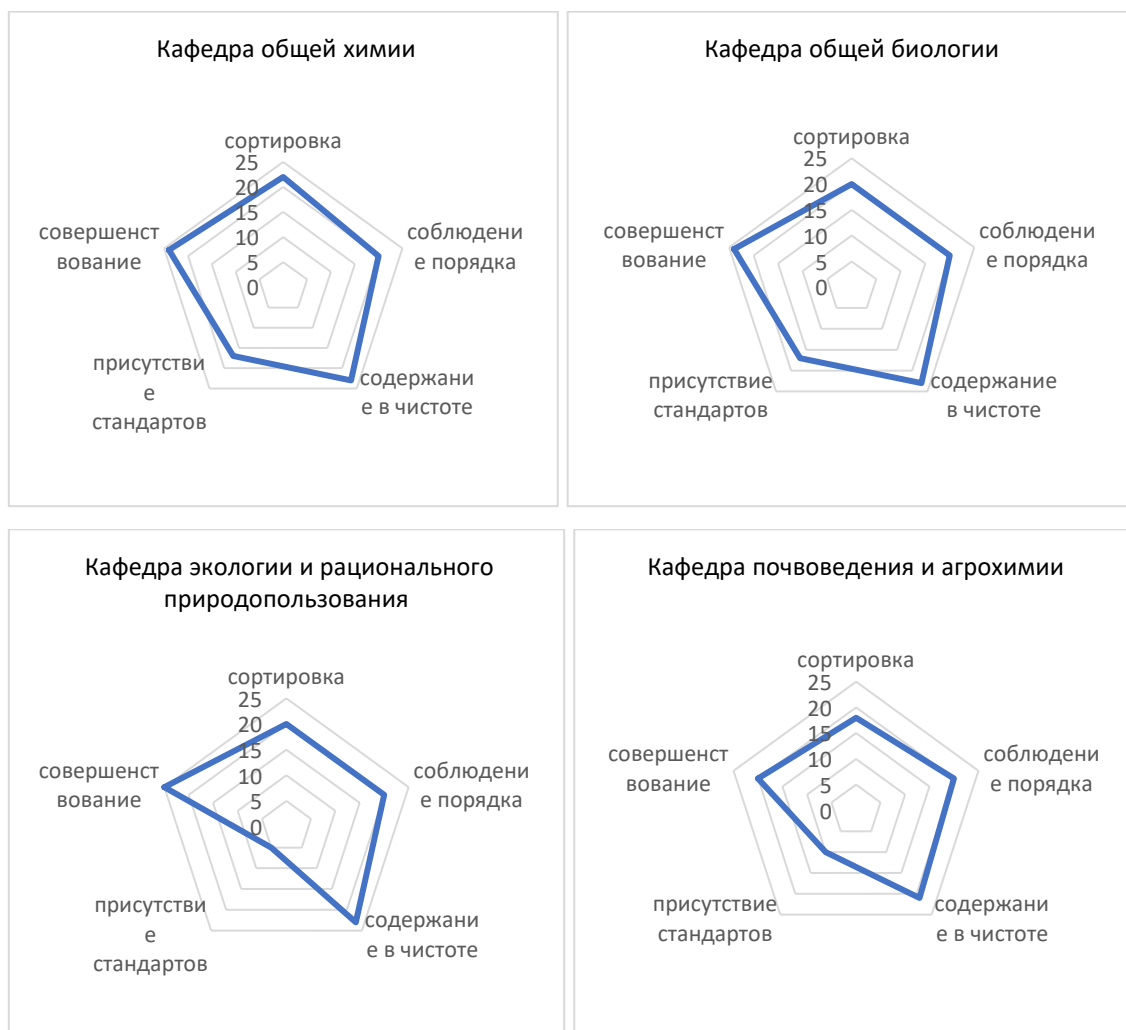 Кафедра общей химии
сортировка
25
20
15
10
5
0
соблюдени
е порядка
содержани
е в чистоте
присутстви
е
стандартов
совершенст
вование
Кафедра общей биологии
сортировка
25
20
15
10
5
0
соблюдени
е порядка
содержание
в чистоте
присутствие
стандартов
совершенст
вование
Кафедра экологии и рационального
природопользования
сортировка
25
20
15
10
5
0
соблюдени
е порядка
содержани
е в чистоте
присутстви
е
стандартов
совершенст
вование
Кафедра почвоведения и агрохимии
сортировка
25
20
15
10
5
0
соблюдени
е порядка
содержани
е в чистоте
присутствие
стандартов
совершенст
вование